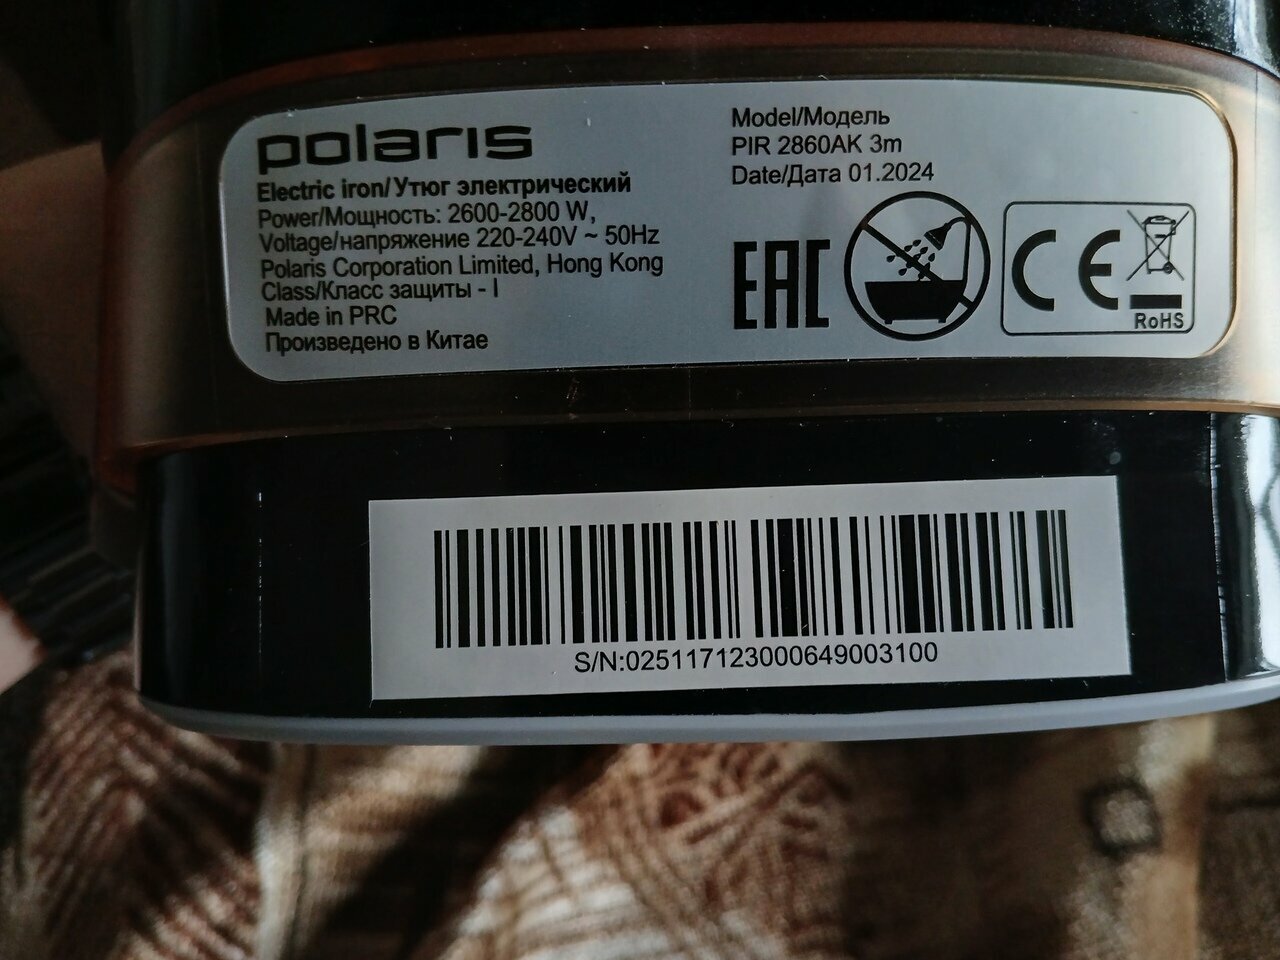 polaris
Electric iron/Утюг электрический
Power/Мощность: 2600-2800 W,
Voltage/напряжение 220-240V ~ 50Hz
Polaris Corporation Limited, Hong Kong
Class/Класс защиты - I
Made in PRC
Произведено в Китае
Model/Модель
PIR 2860AK 3m
Date/Дата 01.2024
EAC
CE
RoHS
S/N:025117123000649003100